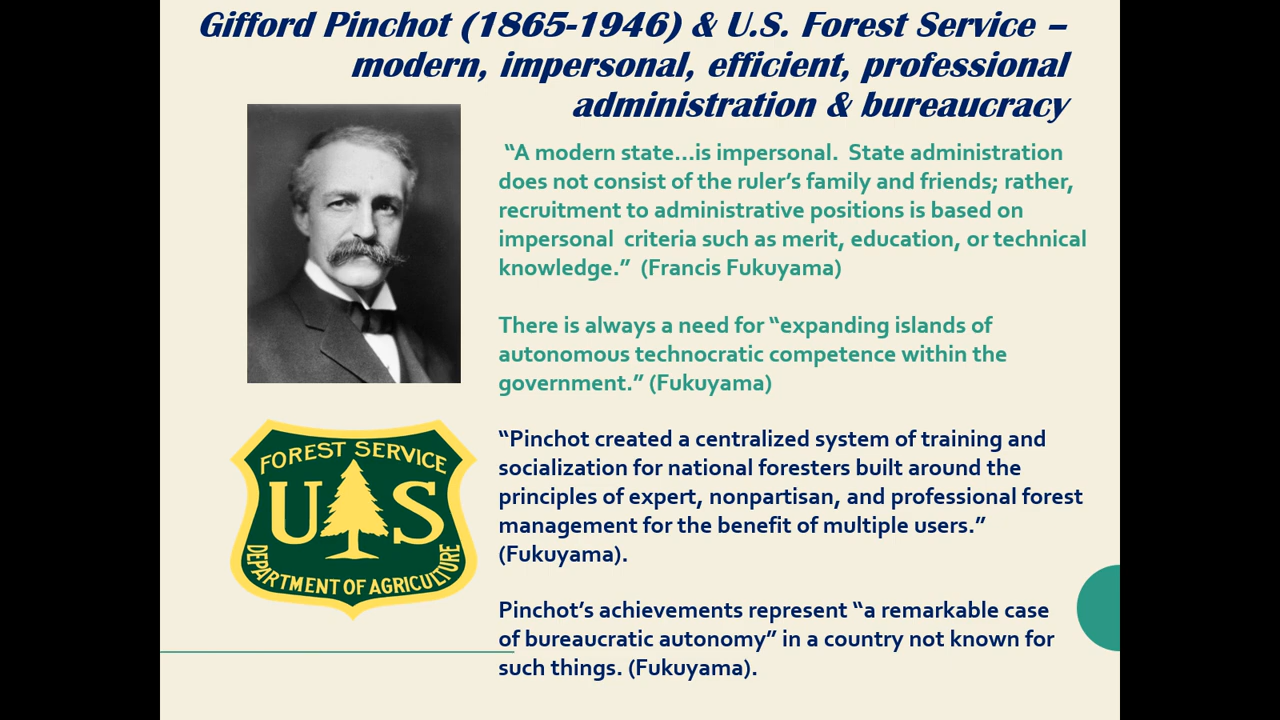 Gifford Pinchot (1865-1946) & U.S. Forest Service –
modern, impersonal, efficient, professional
administration & bureaucracy
“A modern state...is impersonal.  State administration
does not consist of the ruler’s family and friends; rather,
recruitment to administrative positions is based on
impersonal  criteria such as merit, education, or technical
knowledge.”  (Francis Fukuyama)
There is always a need for “expanding islands of
autonomous technocratic competence within the
government.” (Fukuyama)
“Pinchot created a centralized system of training and
socialization for national foresters built around the
principles of expert, nonpartisan, and professional forest
management for the benefit of multiple users.”
(Fukuyama).
Pinchot’s achievements represent “a remarkable case
of bureaucratic autonomy” in a country not known for
such things. (Fukuyama).
FOREST SERVICE
U S
DEPARTMENT OF AGRICULTURE